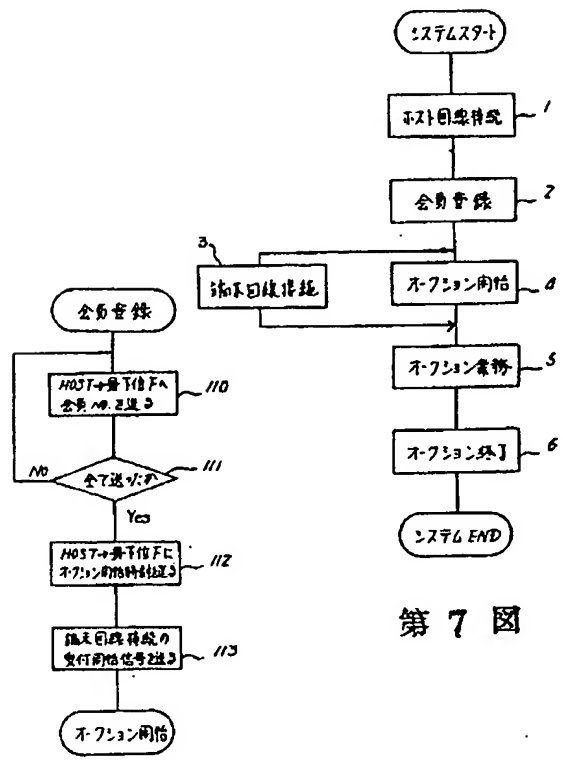 システムスタート
ホスト回線接続
1
会員登録
2
3
端末回線接続
オークション開始
4
オークション業務
5
オークション終了
6
システムEND
第7図
会員登録
HOST→最下位下へ
会員NO.を送る
110
全て送ったか
111
No
Yes
HOST→最下位下に
オークション開始時刻を送る
112
端末回線接続の
受付開始信号を送る
113
オークション開始